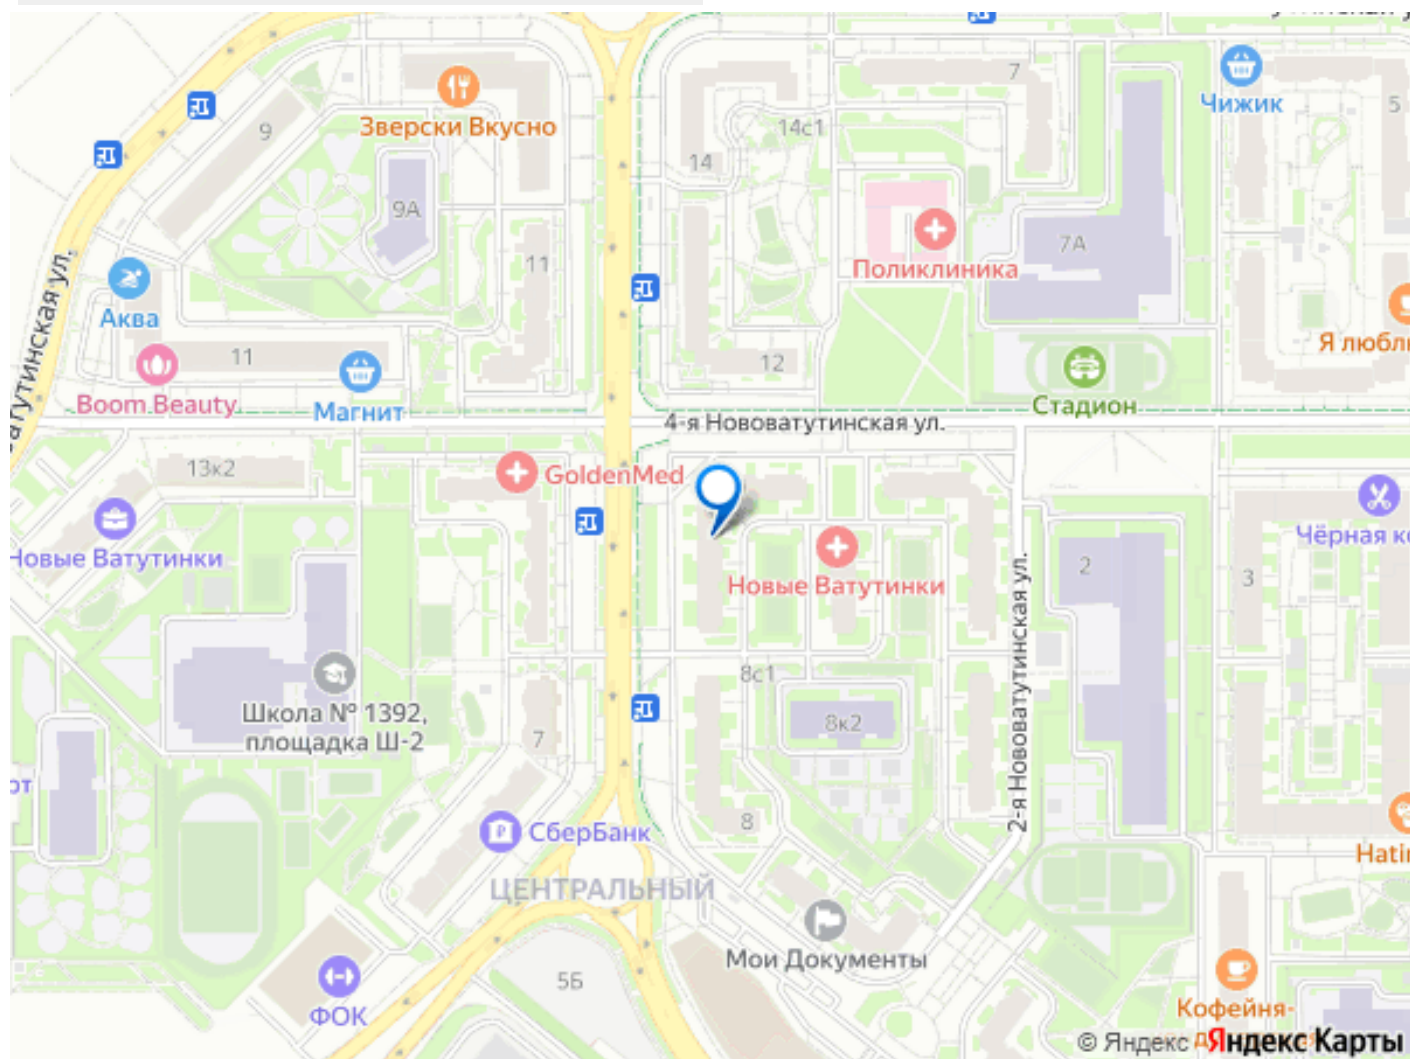 Чижик
Зверски Вкусно
7
5
9
14с1
14
9А
7А
Поликлиника
11
Аква
Я любл
11
12
Boom Beauty
Магнит
Стадион
атутинская ул.
4-я Нововатутинская ул.
13к2
GoldenMed
Новые Ватутинки
Чёрная к
Новые Ватутинки
2
3
2-я Нововатутинская ул.
8с1
Школа № 1392,
площадка Ш-2
7
8к2
от
8
СберБанк
Hatin
ЦЕНТРАЛЬНЫЙ
Мои Документы
5Б
ФОК
Кофейня-
© Яндекс Яндекс Карты